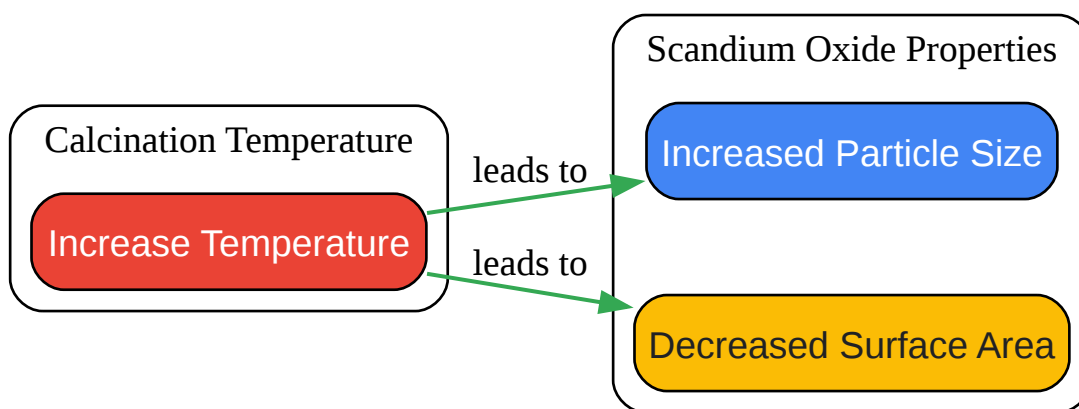 Calcination Temperature
Increase Temperature
leads to
leads to
Scandium Oxide Properties
Increased Particle Size
Decreased Surface Area